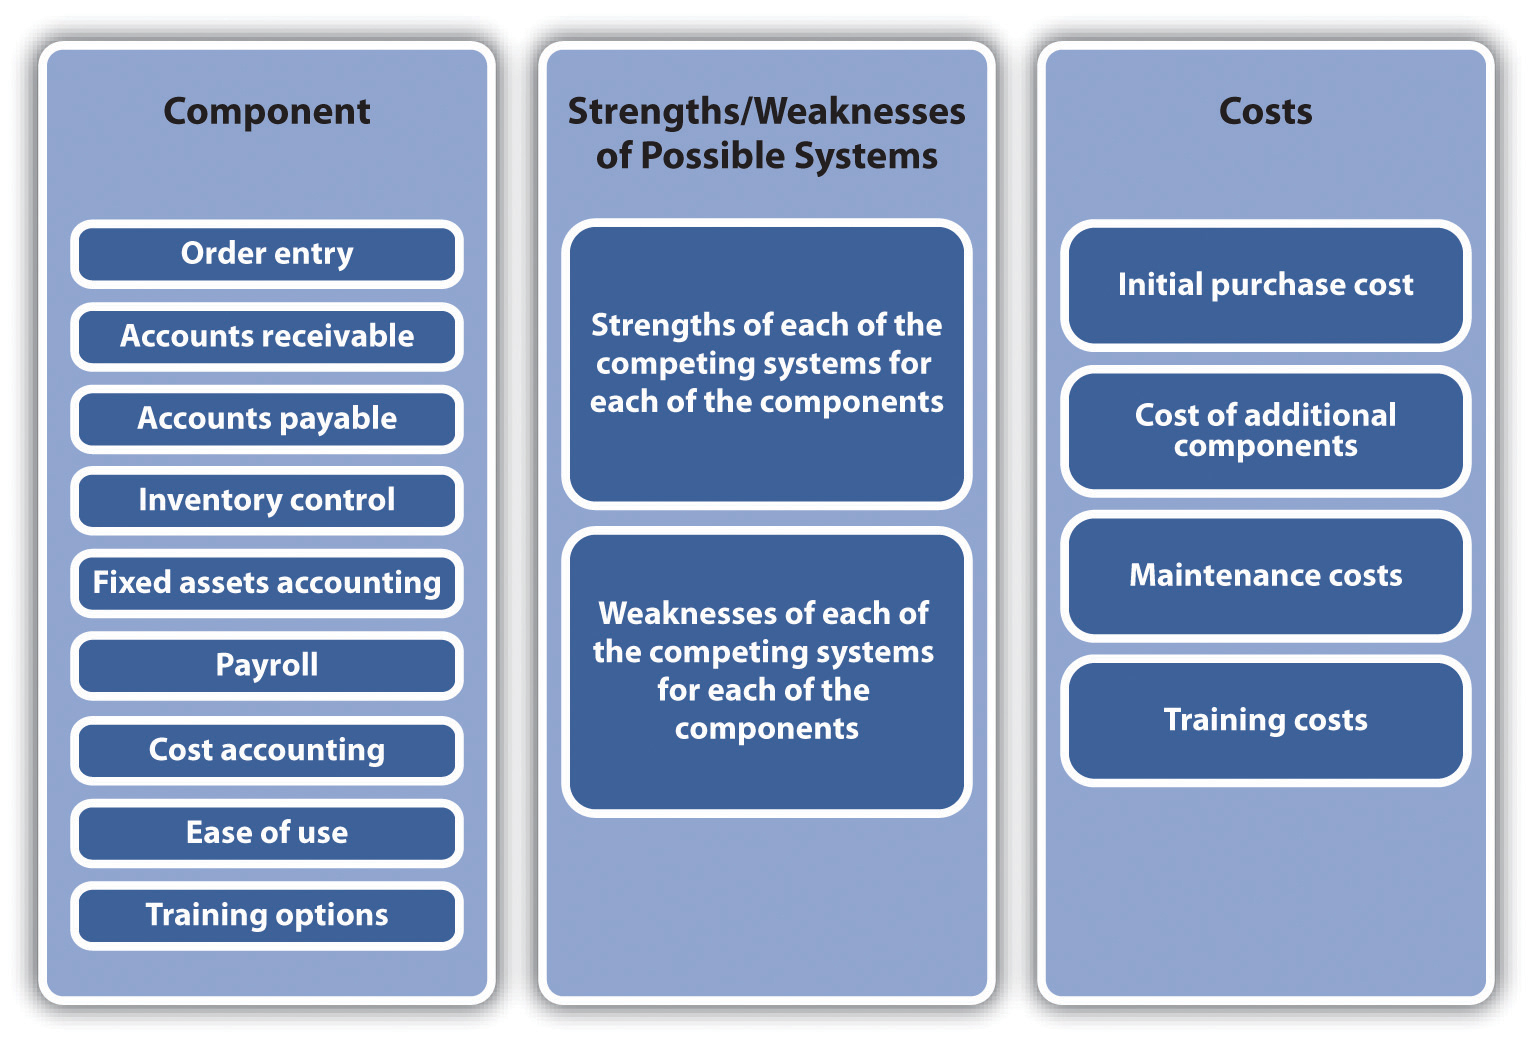 Component
Order entry
Accounts receivable
Accounts payable
Inventory control
Fixed assets accounting
Payroll
Cost accounting
Ease of use
Training options
Strengths/Weaknesses
of Possible Systems
Strengths of each of the
competing systems for
each of the components
Weaknesses of each of
the competing systems
for each of the
components
Costs
Initial purchase cost
Cost of additional
components
Maintenance costs
Training costs